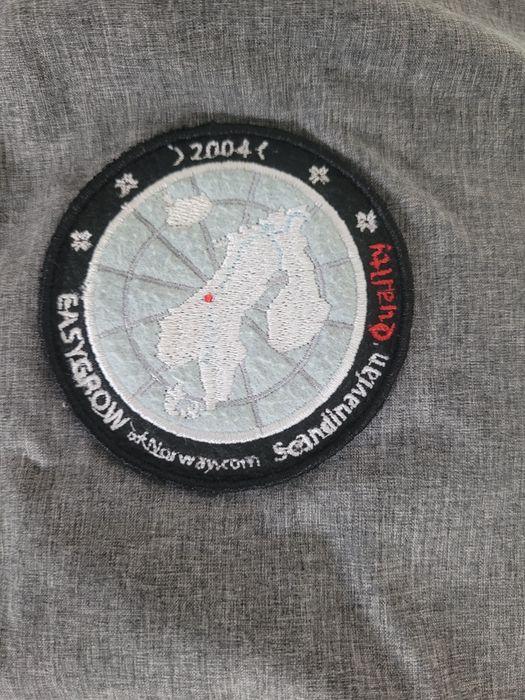 2004
EASYGROW
ofNorway.com
Scandinavian
Quality